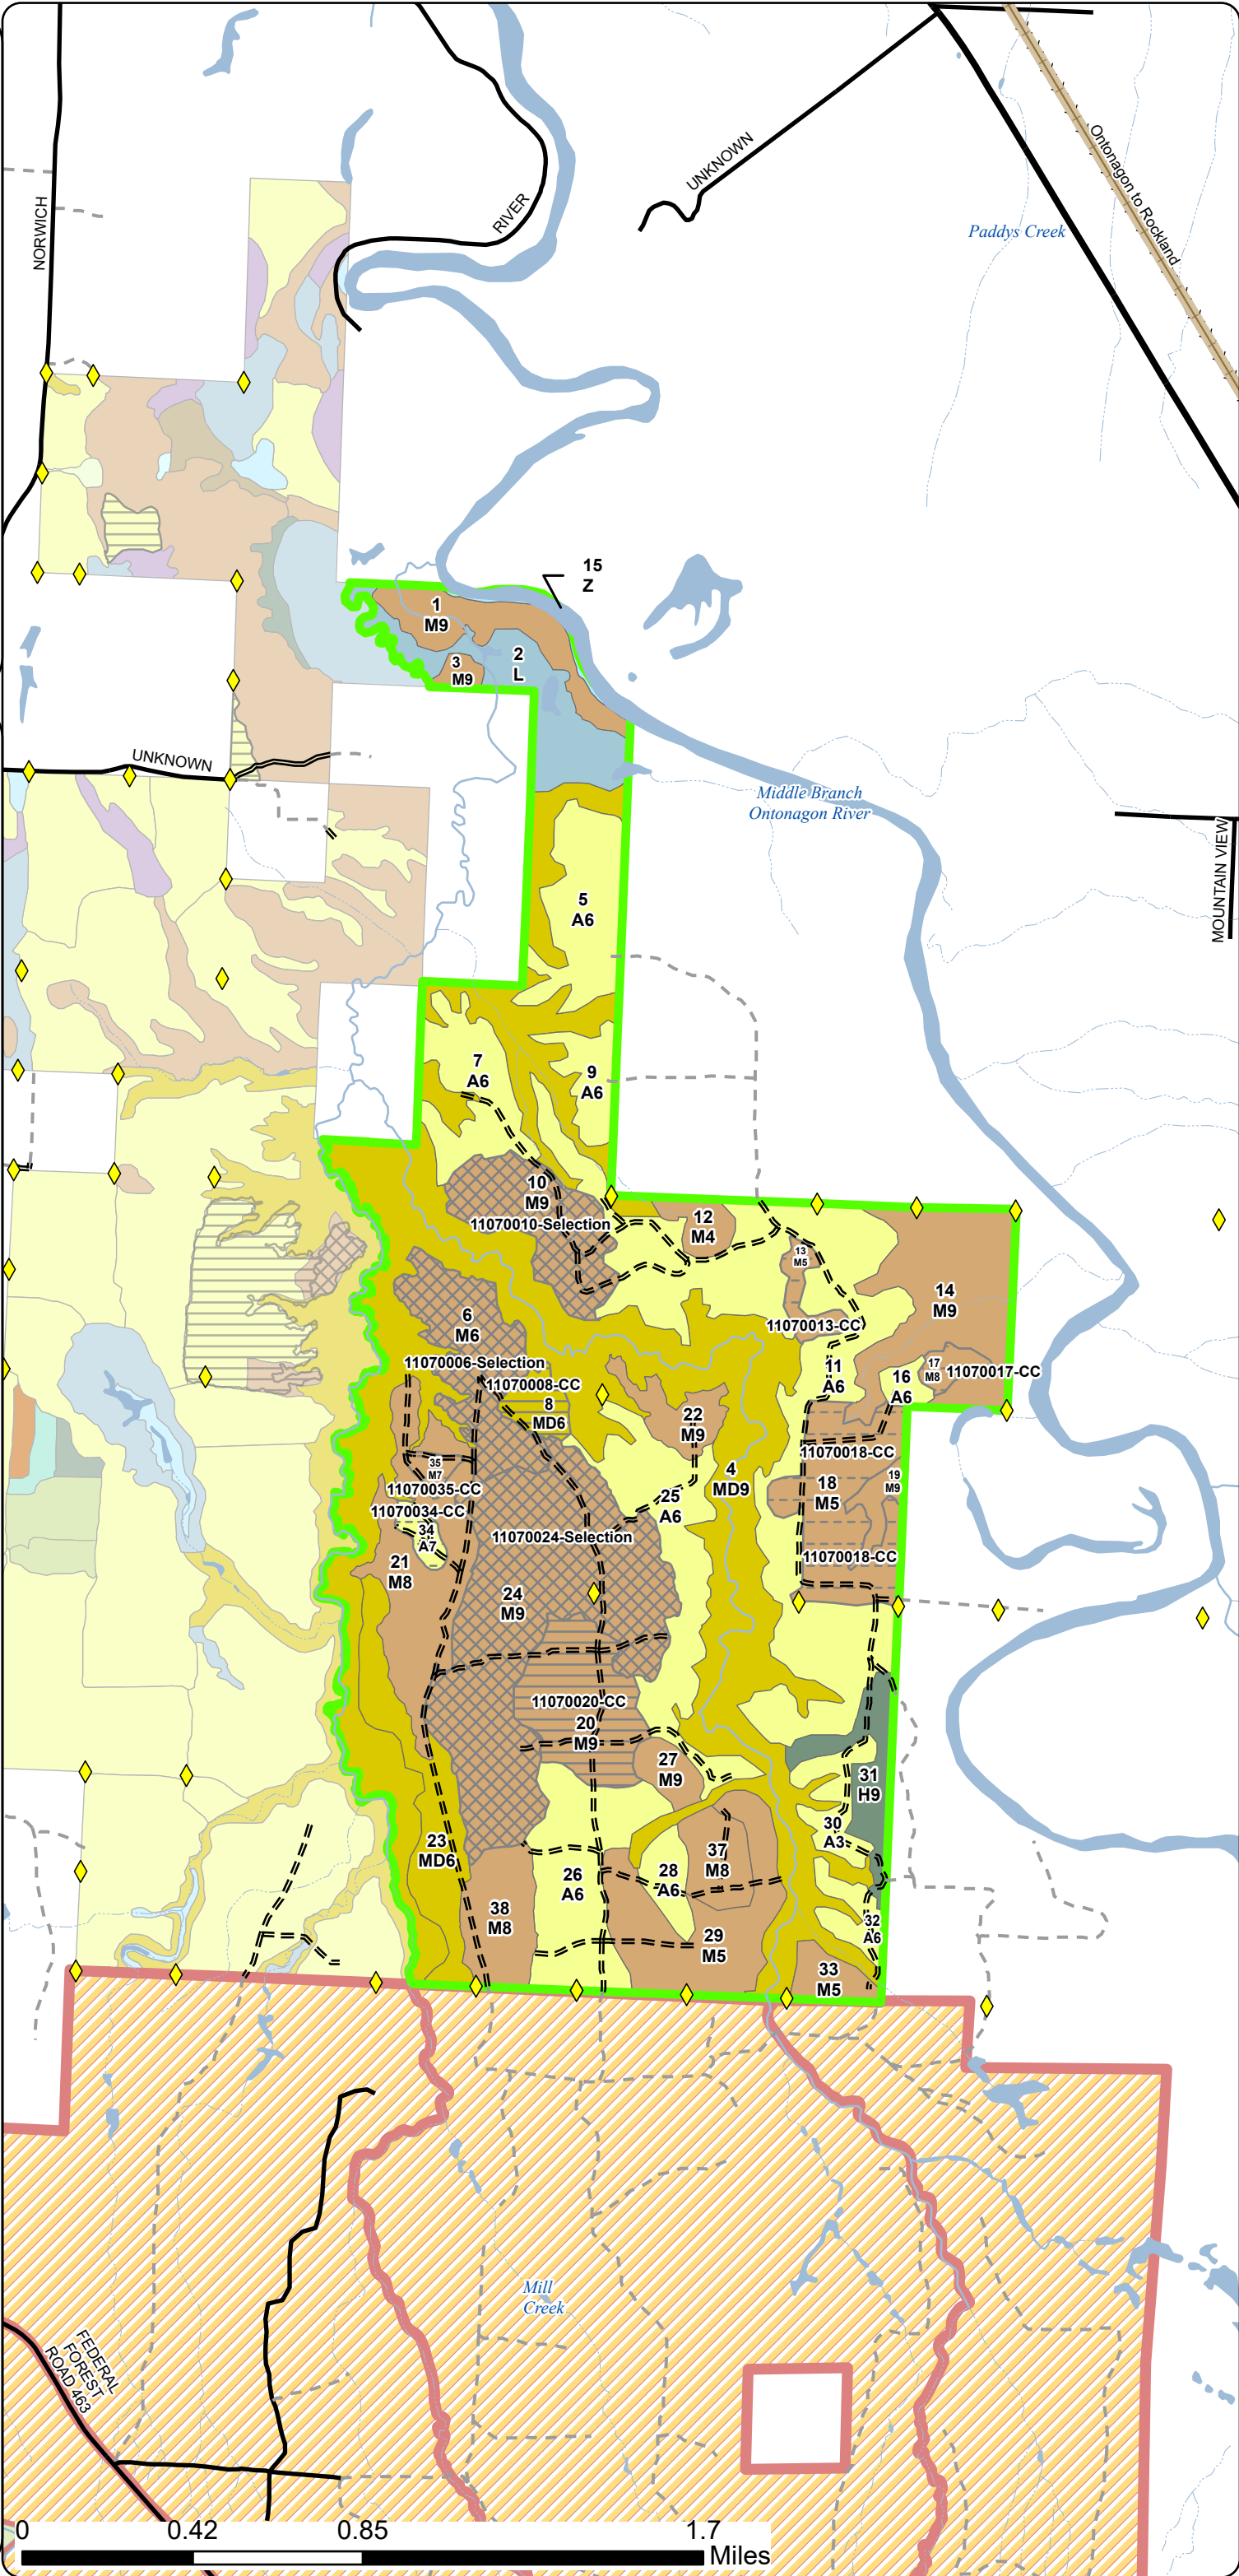 UNKNOWN
Ontonagon to Rockland
RIVER
NORWICH
Paddys Creek
15
Z
1
M9
2
L
3
M9
UNKNOWN
Middle Branch
Ontonagon River
MOUNTAIN VIEW
5
A6
7
A6
9
A6
10
M9
11070010-Selection
12
M4
13
M5
14
M9
6
M6
11070013-CC
11070006-Selection
11
A6
17
M8
11070017-CC
16
A6
11070008-CC
8
MD6
22
M9
11070018-CC
35
M7
11070035-CC
4
MD9
18
M5
19
M9
25
A6
11070034-CC
34
A7
11070024-Selection
11070018-CC
21
M8
24
M9
11070020-CC
20
M9
27
M9
31
H9
30
A3
23
MD6
37
M8
28
A6
26
A6
38
M8
32
A6
29
M5
33
M5
Mill
Creek
FEDERAL
FOREST
ROAD 463
0 0.42 0.85 1.7
Miles